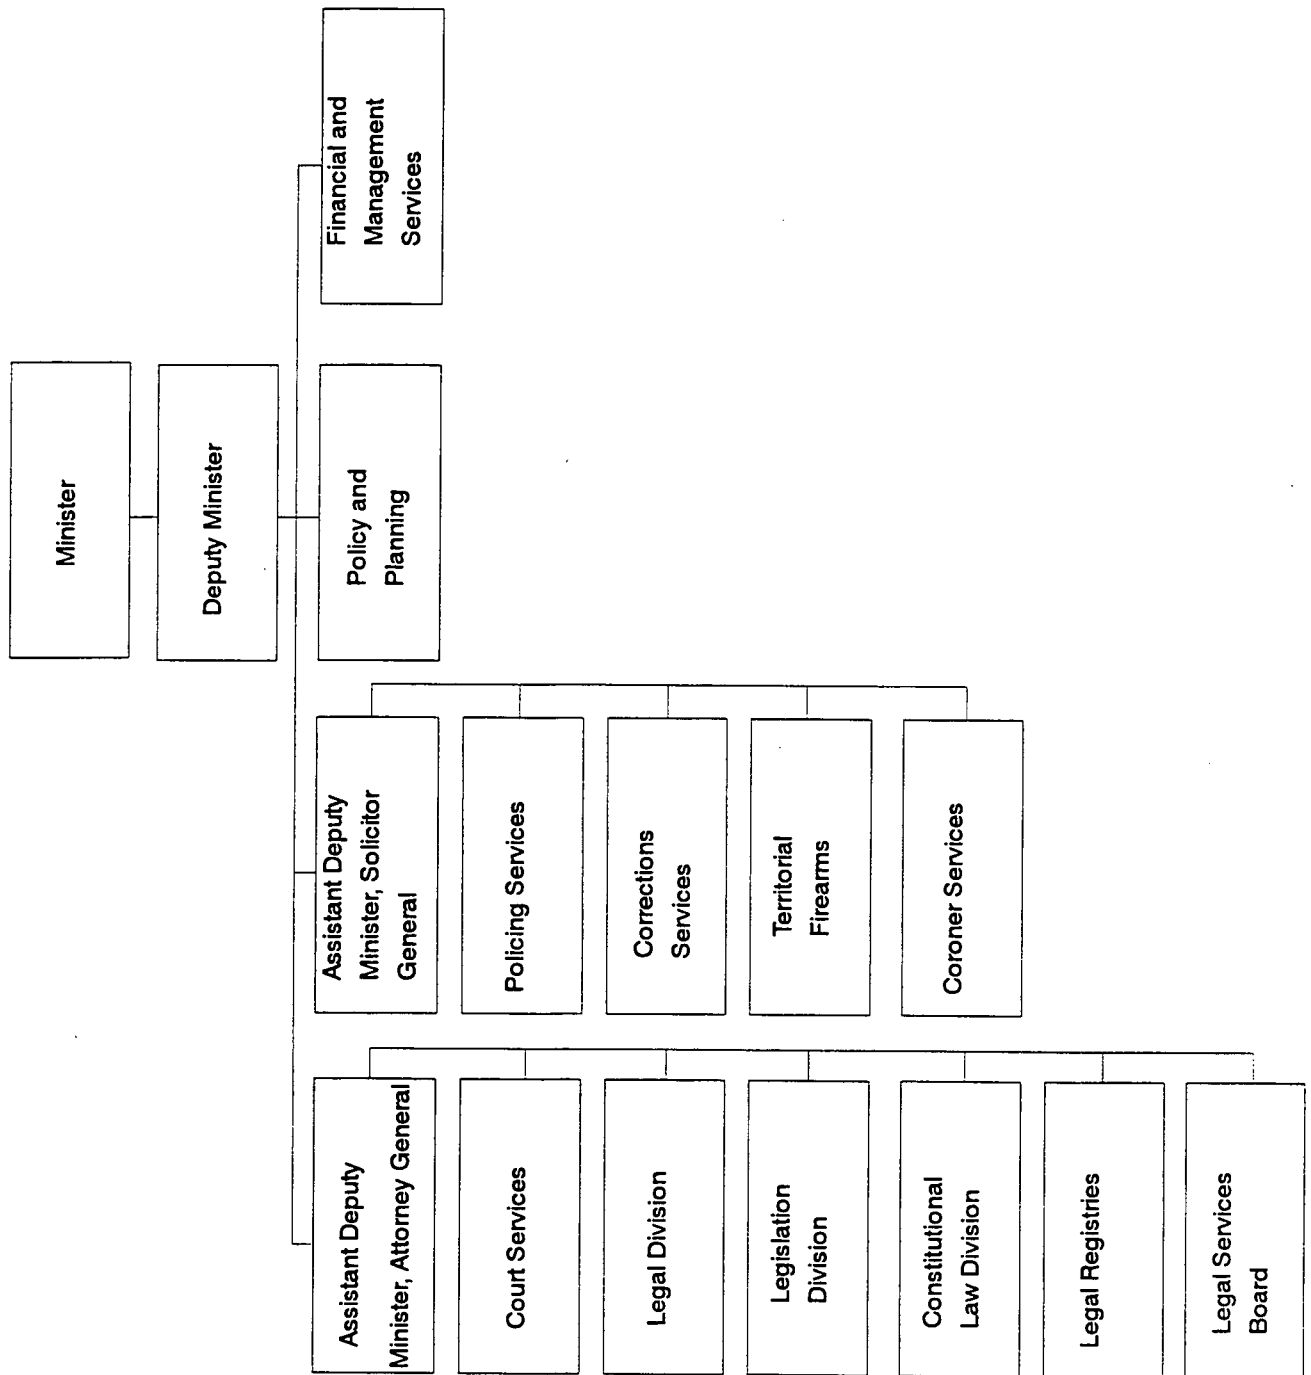 Minister
Deputy Minister
Policy and
Planning
Financial and
Management
Services
Assistant Deputy
Minister, Solicitor
General
Policing Services
Corrections
Services
Territorial
Firearms
Coroner Services
Assistant Deputy
Minister, Attorney General
Court Services
Legal Division
Legislation
Division
Constitutional
Law Division
Legal Registries
Legal Services
Board